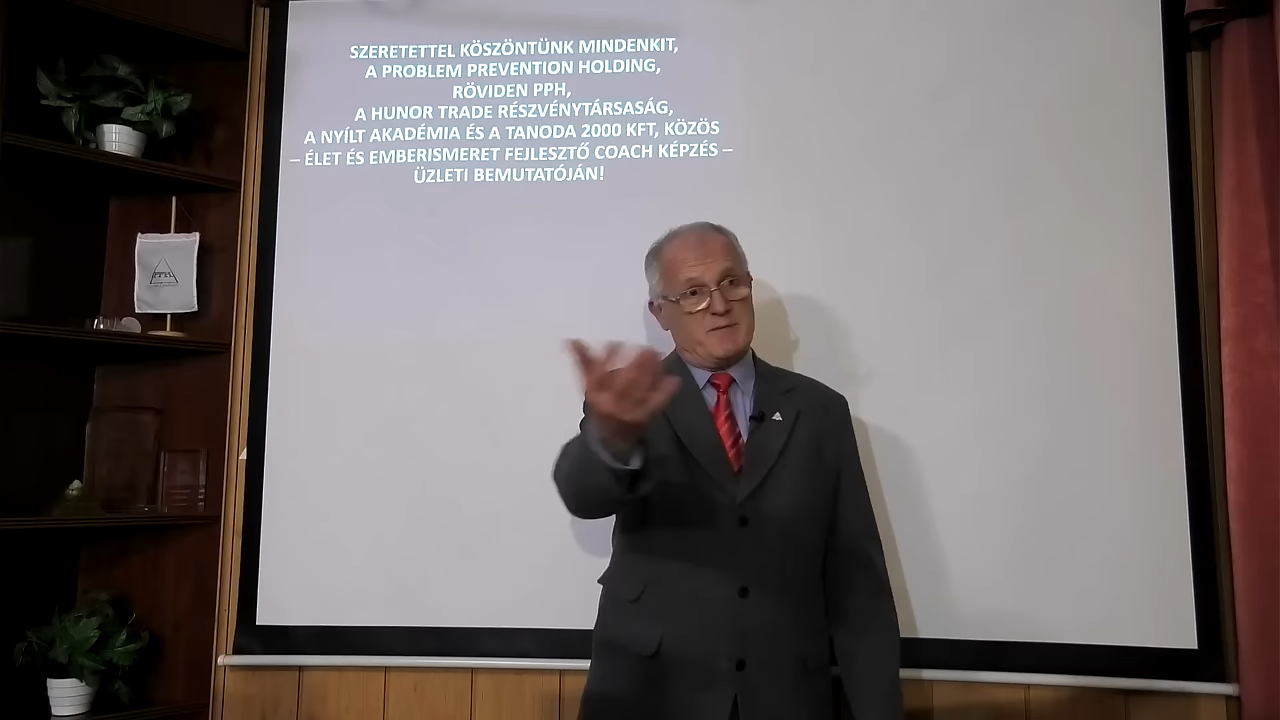 SZERETETTEL KÖSZÖNTÜNK MINDENKIT,
A PROBLEM PREVENTION HOLDING,
RÖVIDEN PPH,
A HUNOR TRADE RÉSZVÉNYTÁRSASÁG,
A NYÍLT AKADÉMIA ÉS A TANODA 2000 KFT, KÖZÖS
– ÉLET ÉS EMBERISMERET FEJLESZTŐ COACH KÉPZÉS –
ÜZLETI BEMUTATÓJÁN!
PPH